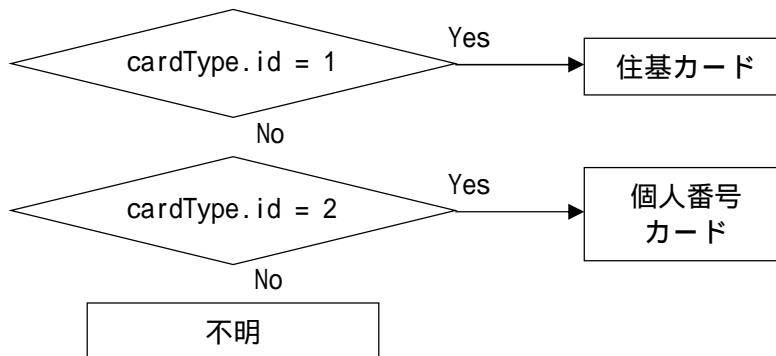 cardType.id = 1
Yes
住基カード
No
cardType.id = 2
Yes
個人番号
カード
No
不明